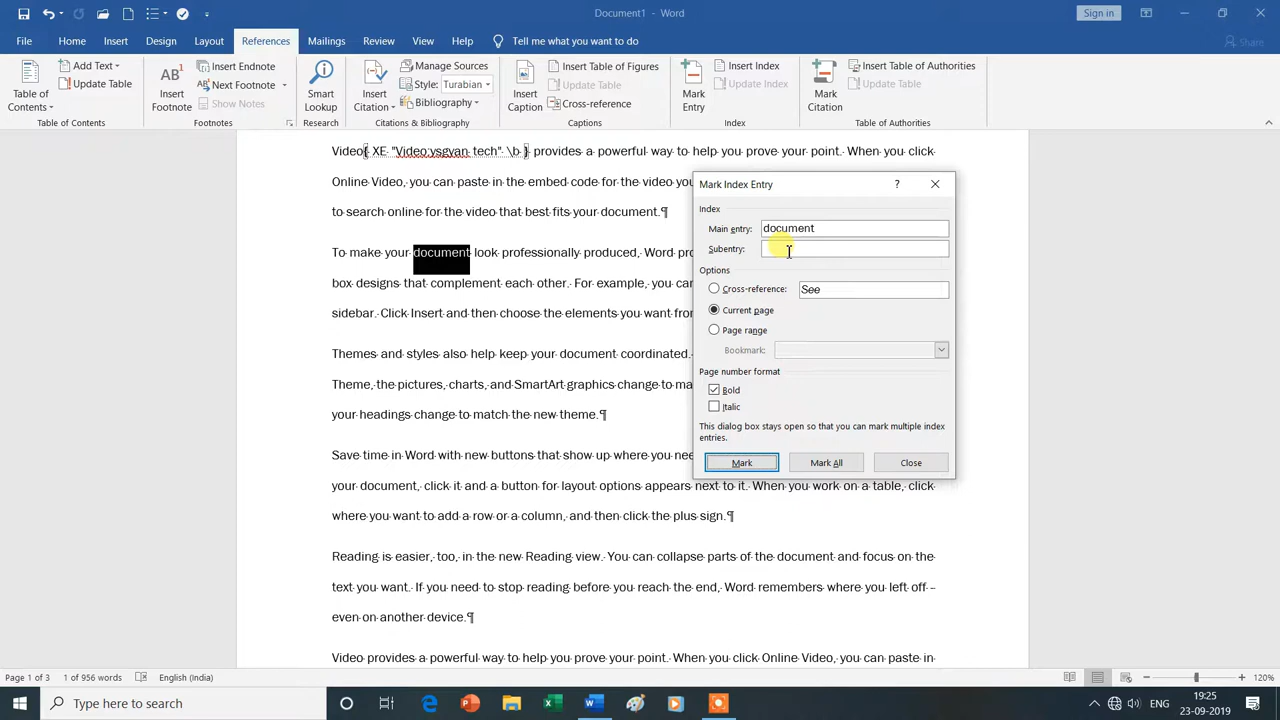 Document1 - Word
Sign in
File Home Insert Design Layout References Mailings Review View Help Tell me what you want to do Share
Table of Contents
Add Text
Update Table
Table of Contents
AB1
Insert Footnote
Insert Endnote
Next Footnote
Show Notes
Footnotes
Smart Lookup
Research
Insert Citation
Manage Sources
Style: Turabian
Bibliography
Citations & Bibliography
Insert Caption
Insert Table of Figures
Update Table
Cross-reference
Captions
Mark Entry
Insert Index
Update Index
Index
Mark Citation
Insert Table of Authorities
Update Table
Table of Authorities
Video{ XE "Video:ysgyan tech" \b } provides a powerful way to help you prove your point. When you click
Online Video, you can paste in the embed code for the video you
to search online for the video that best fits your document.¶
To make your document look professionally produced, Word pro
box designs that complement each other. For example, you ca
sidebar. Click Insert and then choose the elements you want from
Themes and styles also help keep your document coordinated.
Theme, the pictures, charts, and SmartArt graphics change to ma
your headings change to match the new theme.¶
Save time in Word with new buttons that show up where you need
your document, click it and a button for layout options appears next to it. When you work on a table, click
where you want to add a row or a column, and then click the plus sign.¶
Reading is easier, too, in the new Reading view. You can collapse parts of the document and focus on the
text you want. If you need to stop reading before you reach the end, Word remembers where you left off –
even on another device.¶
Video provides a powerful way to help you prove your point. When you click Online Video, you can paste in
Mark Index Entry
?
Index
Main entry: document
Subentry:
Options
Cross-reference: See
Current page
Page range
Bookmark:
Page number format
Bold
Italic
This dialog box stays open so that you can mark multiple index
entries.
Mark Mark All Close
Page 1 of 3 1 of 956 words English (India) 120%
Type here to search
ENG
19:25
23-09-2019